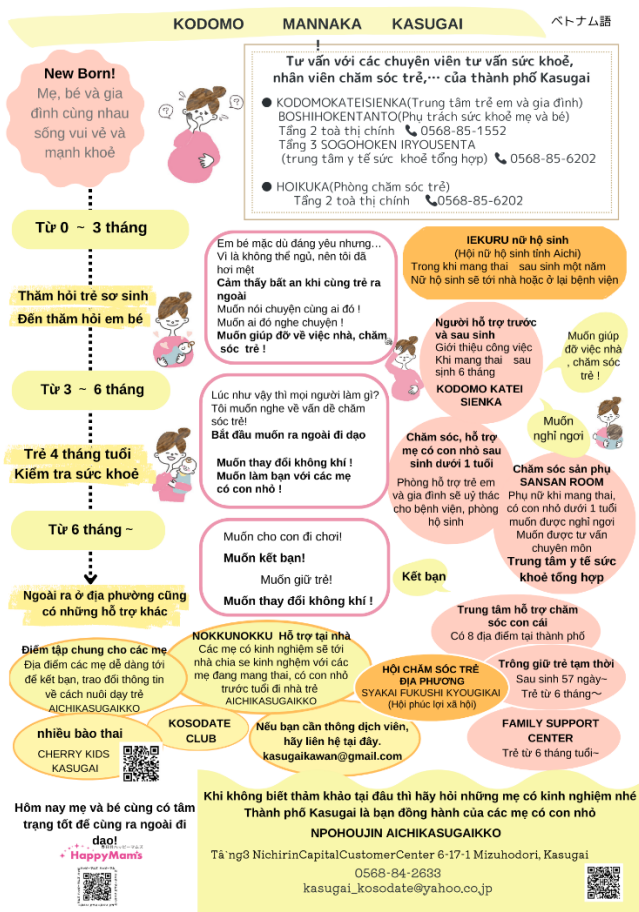 KODOMO MANNAKA KASUGAI
!
ベトナム語
New Born!
Mẹ, bé và gia
đình cùng nhau
sống vui vẻ và
mạnh khoẻ
Tư vấn với các chuyên viên tư vấn sức khoẻ,
nhân viên chăm sóc trẻ,… của thành phố Kasugai
● KODOMOKATEISIENKA(Trung tâm trẻ em và gia đình)
BOSHIHOKENTANTO(Phụ trách sức khoẻ mẹ và bé)
Tầng 2 toà thị chính 0568-85-1552
Tầng 3 SOGOHOKEN IRYOUSENTA
(trung tâm y tế sức khoẻ tổng hợp) 0568-85-6202
● HOIKUKA(Phòng chăm sóc trẻ)
Tầng 2 toà thị chính 0568-85-6202
Từ 0 ~ 3 tháng
Thăm hỏi trẻ sơ sinh
Đến thăm hỏi em bé
Em bé mặc dù đáng yêu nhưng…
Vì là không thể ngủ, nên tôi đã
hơi mệt
Cảm thấy bất an khi cùng trẻ ra
ngoài
Muốn nói chuyện cùng ai đó !
Muốn ai đó nghe chuyện !
Muốn giúp đỡ về việc nhà, chăm
sóc trẻ !
IEKURU nữ hộ sinh
(Hội nữ hộ sinh tỉnh Aichi)
Trong khi mang thai sau sinh một năm
Nữ hộ sinh sẽ tới nhà hoặc ở lại bệnh viện
Người hỗ trợ trước
và sau sinh
Giới thiệu công việc
Khi mang thai sau
sinh 6 tháng
KODOMO KATEI
SIENKA
Muốn giúp
đỡ việc nhà
, chăm sóc
trẻ !
Từ 3 ~ 6 tháng
Trẻ 4 tháng tuổi
Kiểm tra sức khoẻ
Lúc như vậy thì mọi người làm gì?
Tôi muốn nghe về vấn đề chăm
sóc trẻ!
Bắt đầu muốn ra ngoài đi dạo
Muốn thay đổi không khí !
Muốn làm bạn với các mẹ
có con nhỏ !
Muốn
nghỉ ngơi
Chăm sóc, hỗ trợ
mẹ có con nhỏ sau
sinh dưới 1 tuổi
Phòng hỗ trợ trẻ em
và gia đình sẽ uỷ thác
cho bệnh viện, phòng
hộ sinh
Chăm sóc sản phụ
SANSAN ROOM
Phụ nữ khi mang thai,
có con nhỏ dưới 1 tuổi
muốn được nghỉ ngơi
Muốn được tư vấn
chuyên môn
Trung tâm y tế sức
khoẻ tổng hợp
Từ 6 tháng ~
Muốn cho con đi chơi!
Muốn kết bạn!
Muốn giữ trẻ!
Muốn thay đổi không khí !
Kết bạn
Ngoài ra ở địa phường cũng
có những hỗ trợ khác
Trung tâm hỗ trợ chăm
sóc con cái
Có 8 địa điểm tại thành phố
Điểm tập chung cho các mẹ
Địa điểm các mẹ dễ dàng tới
để kết bạn, trao đổi thông tin
về cách nuôi dạy trẻ
AICHIKASUGAIKKO
NOKKUNOKKU Hỗ trợ tại nhà
Các mẹ có kinh nghiệm sẽ tới
nhà chia se kinh nghiệm với các
mẹ đang mang thai, có con nhỏ
trước tuổi đi nhà trẻ
AICHIKASUGAIKKO
HỘI CHĂM SÓC TRẺ
ĐỊA PHƯƠNG
SYAKAI FUKUSHI KYOUGIKAI
(Hội phúc lợi xã hội)
Trông giữ trẻ tạm thời
Sau sinh 57 ngày~
Trẻ từ 6 tháng～
nhiều bào thai
CHERRY KIDS
KASUGAI
KOSODATE
CLUB
Nếu bạn cần thông dịch viên,
hãy liên hệ tại đây.
kasugaikawan@gmail.com
FAMILY SUPPORT
CENTER
Trẻ từ 6 tháng tuổi~
Hôm nay mẹ và bé cùng có tâm
trạng tốt để cùng ra ngoài đi
dạo!
HappyMam's
Khi không biết thảm khảo tại đâu thì hãy hỏi những mẹ có kinh nghiệm nhé
Thành phố Kasugai là bạn đồng hành của các mẹ có con nhỏ
NPOHOUJIN AICHIKASUGAIKKO
Tâ`ng3 NichirinCapitalCustomerCenter 6-17-1 Mizuhodori, Kasugai
0568-84-2633
kasugai_kosodate@yahoo.co.jp